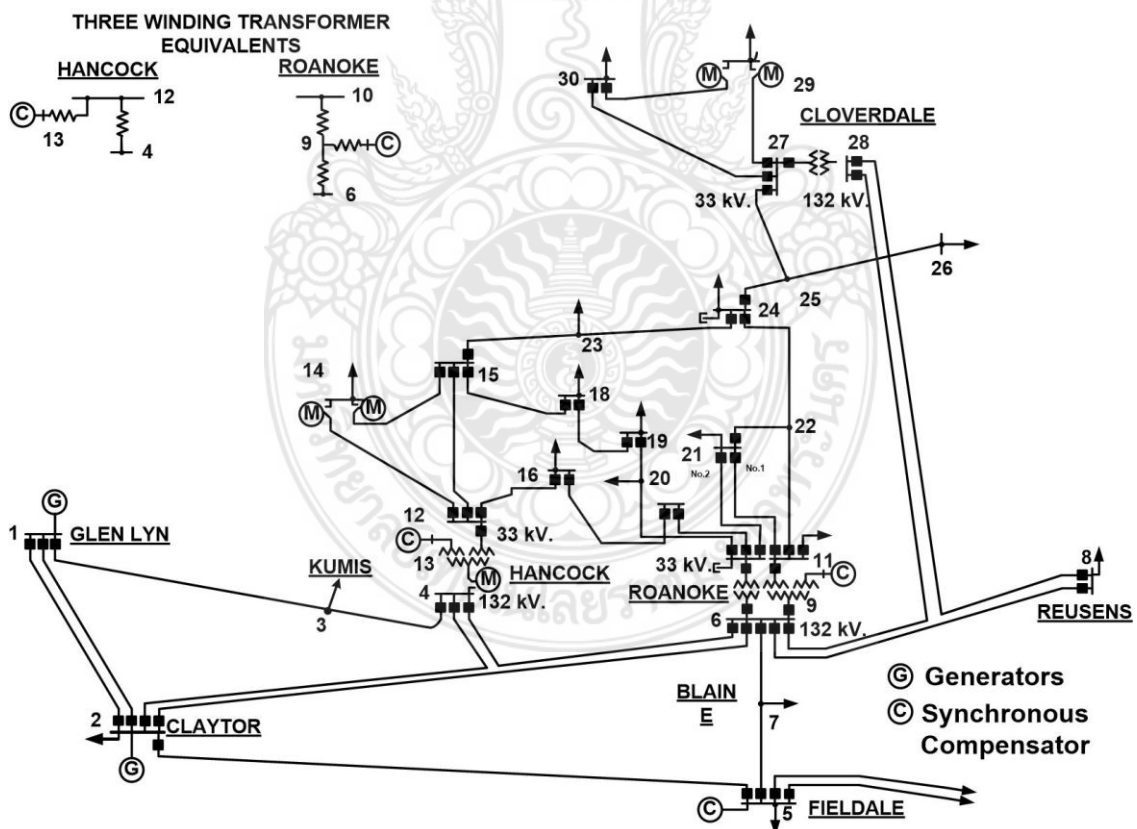 THREE WINDING TRANSFORMER
EQUIVALENTS
HANCOCK
ROANOKE
12
10
C
13
4
9
C
6
30
M
M
29
CLOVERDALE
27
28
33 kV.
132 kV.
26
25
24
23
14
15
M
M
18
19
22
21
No.2
No.1
16
20
G
1
GLEN LYN
12
33 kV.
C
13
HANCOCK
M
KUMIS
3
4
132 kV.
33 kV.
11
C
ROANOKE
9
6
132 kV.
8
REUSENS
2
CLAYTOR
G
BLAIN
E
7
C
5
FIELDALE
G Generators
C Synchronous
Compensator